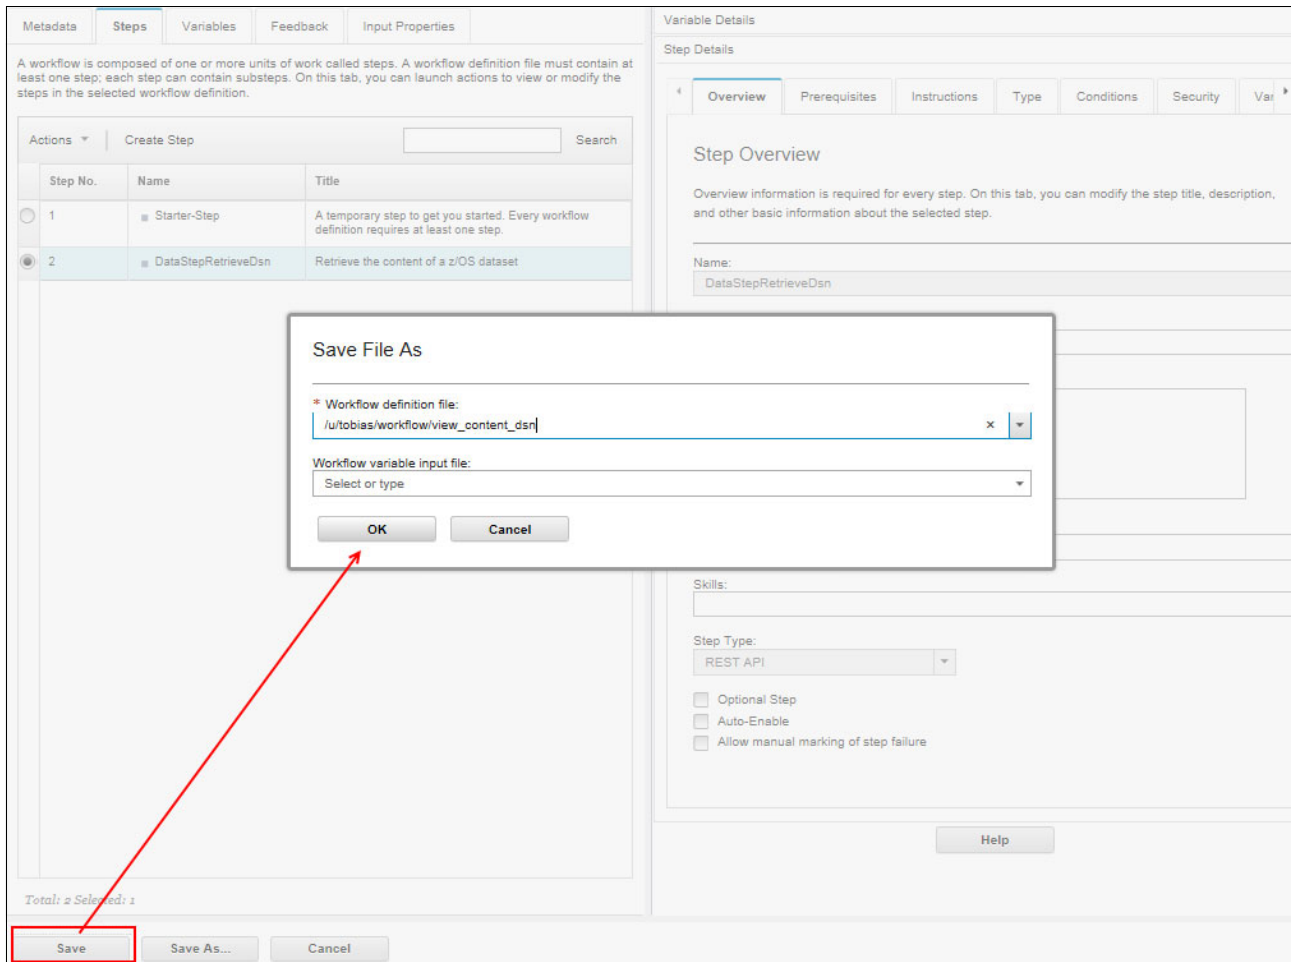 Metadata
Steps
Variables
Feedback
Input Properties
A workflow is composed of one or more units of work called steps. A workflow definition file must contain at
least one step; each step can contain substeps. On this tab, you can launch actions to view or modify the
steps in the selected workflow definition.
Actions
Create Step
Search
Step No.
Name
Title
1
Starter-Step
A temporary step to get you started. Every workflow
definition requires at least one step.
2
DataStepRetrieveDsn
Retrieve the content of a z/OS dataset
Total: 2 Selected: 1
Save
Save As...
Cancel
Variable Details
Step Details
Overview
Prerequisites
Instructions
Type
Conditions
Security
Var
Step Overview
Overview information is required for every step. On this tab, you can modify the step title, description,
and other basic information about the selected step.
Name:
DataStepRetrieveDsn
Skills:
Step Type:
REST API
Optional Step
Auto-Enable
Allow manual marking of step failure
Help
Save File As
* Workflow definition file:
/u/tobias/workflow/view_content_dsn
×
Workflow variable input file:
Select or type
OK
Cancel